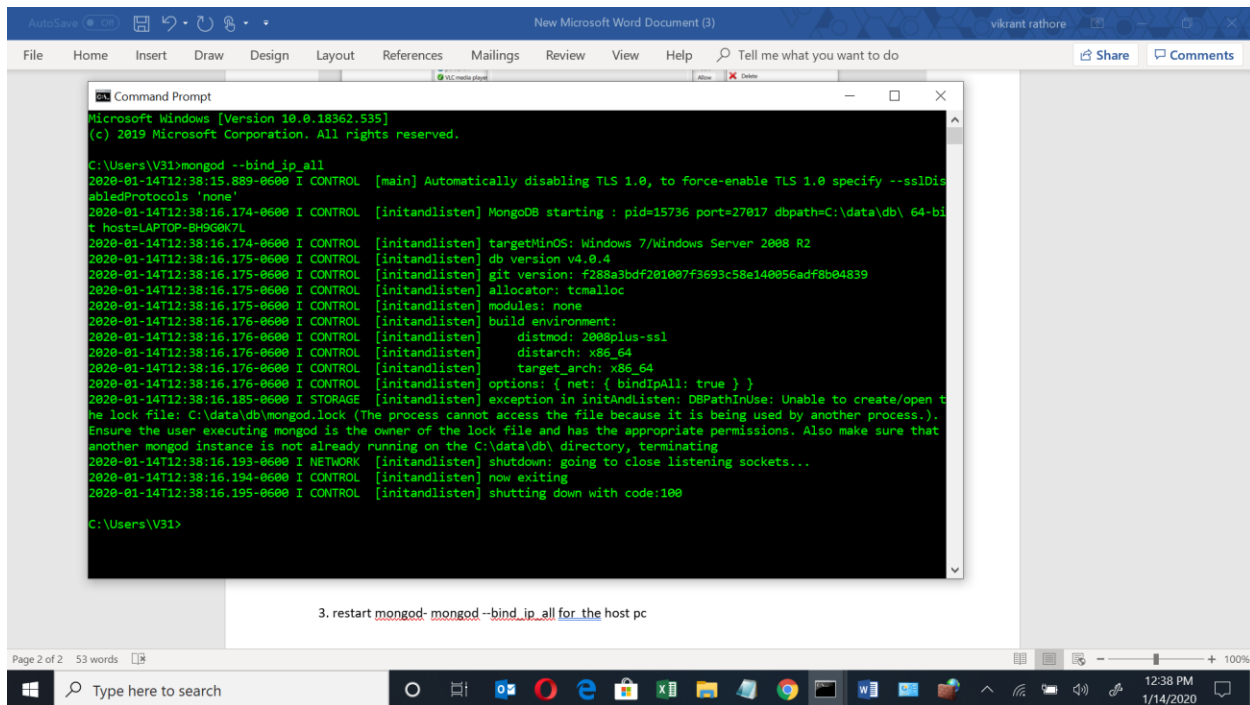 AutoSave Off
New Microsoft Word Document (3)
vikrant rathore
File Home Insert Draw Design Layout References Mailings Review View Help Tell me what you want to do Share Comments
VLC media player
Allow
Delete
Command Prompt
Microsoft Windows [Version 10.0.18362.535]
(c) 2019 Microsoft Corporation. All rights reserved.
C:\Users\V31>mongod --bind_ip_all
2020-01-14T12:38:15.889-0600 I CONTROL  [main] Automatically disabling TLS 1.0, to force-enable TLS 1.0 specify --sslDis
abledProtocols 'none'
2020-01-14T12:38:16.174-0600 I CONTROL  [initandlisten] MongoDB starting : pid=15736 port=27017 dbpath=C:\data\db\ 64-bi
t host=LAPTOP-BH9G0K7L
2020-01-14T12:38:16.174-0600 I CONTROL  [initandlisten] targetMinOS: Windows 7/Windows Server 2008 R2
2020-01-14T12:38:16.175-0600 I CONTROL  [initandlisten] db version v4.0.4
2020-01-14T12:38:16.175-0600 I CONTROL  [initandlisten] git version: f288a3bdf201007f3693c58e140056adf8b04839
2020-01-14T12:38:16.175-0600 I CONTROL  [initandlisten] allocator: tcmalloc
2020-01-14T12:38:16.175-0600 I CONTROL  [initandlisten] modules: none
2020-01-14T12:38:16.176-0600 I CONTROL  [initandlisten] build environment:
2020-01-14T12:38:16.176-0600 I CONTROL  [initandlisten]     distmod: 2008plus-ssl
2020-01-14T12:38:16.176-0600 I CONTROL  [initandlisten]     distarch: x86_64
2020-01-14T12:38:16.176-0600 I CONTROL  [initandlisten]     target_arch: x86_64
2020-01-14T12:38:16.176-0600 I CONTROL  [initandlisten] options: { net: { bindIpAll: true } }
2020-01-14T12:38:16.185-0600 I STORAGE  [initandlisten] exception in initAndListen: DBPathInUse: Unable to create/open t
he lock file: C:\data\db\mongod.lock (The process cannot access the file because it is being used by another process.).
Ensure the user executing mongod is the owner of the lock file and has the appropriate permissions. Also make sure that
another mongod instance is not already running on the C:\data\db\ directory, terminating
2020-01-14T12:38:16.193-0600 I NETWORK  [initandlisten] shutdown: going to close listening sockets...
2020-01-14T12:38:16.194-0600 I CONTROL  [initandlisten] now exiting
2020-01-14T12:38:16.195-0600 I CONTROL  [initandlisten] shutting down with code:100
C:\Users\V31>
3. restart mongod- mongod --bind_ip_all for the host pc
Page 2 of 2 53 words
100%
Type here to search
12:38 PM
1/14/2020